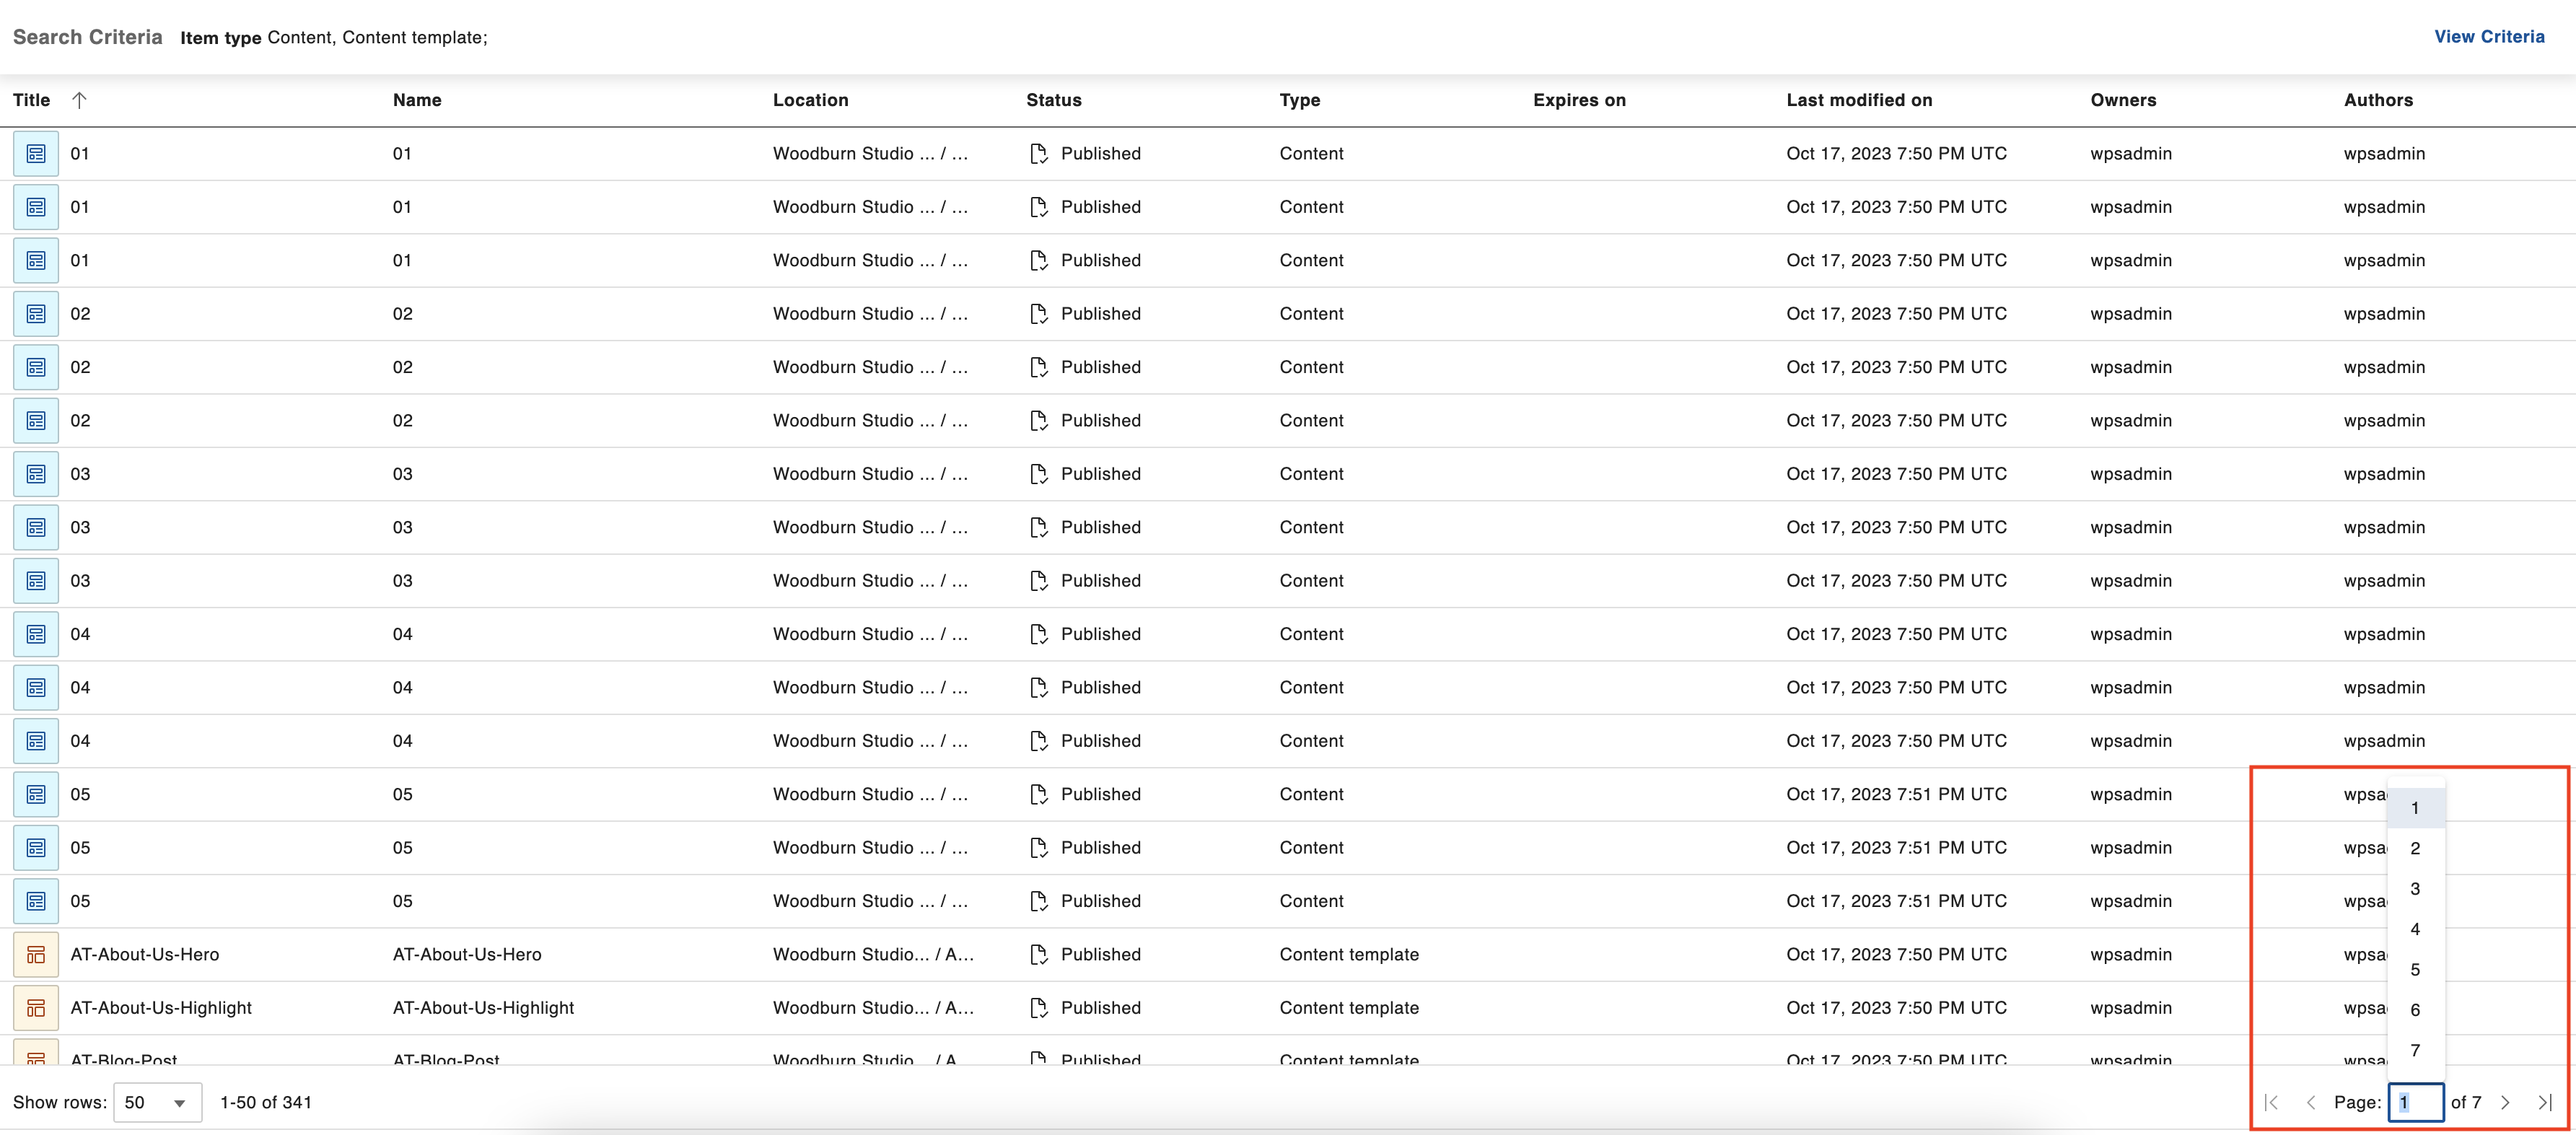 Search Criteria Item type Content, Content template; View Criteria
Title Name Location Status Type Expires on Last modified on Owners Authors
01 01 Woodburn Studio ... / ... Published Content Oct 17, 2023 7:50 PM UTC wpsadmin wpsadmin
01 01 Woodburn Studio ... / ... Published Content Oct 17, 2023 7:50 PM UTC wpsadmin wpsadmin
01 01 Woodburn Studio ... / ... Published Content Oct 17, 2023 7:50 PM UTC wpsadmin wpsadmin
02 02 Woodburn Studio ... / ... Published Content Oct 17, 2023 7:50 PM UTC wpsadmin wpsadmin
02 02 Woodburn Studio ... / ... Published Content Oct 17, 2023 7:50 PM UTC wpsadmin wpsadmin
02 02 Woodburn Studio ... / ... Published Content Oct 17, 2023 7:50 PM UTC wpsadmin wpsadmin
03 03 Woodburn Studio ... / ... Published Content Oct 17, 2023 7:50 PM UTC wpsadmin wpsadmin
03 03 Woodburn Studio ... / ... Published Content Oct 17, 2023 7:50 PM UTC wpsadmin wpsadmin
03 03 Woodburn Studio ... / ... Published Content Oct 17, 2023 7:50 PM UTC wpsadmin wpsadmin
04 04 Woodburn Studio ... / ... Published Content Oct 17, 2023 7:50 PM UTC wpsadmin wpsadmin
04 04 Woodburn Studio ... / ... Published Content Oct 17, 2023 7:50 PM UTC wpsadmin wpsadmin
04 04 Woodburn Studio ... / ... Published Content Oct 17, 2023 7:50 PM UTC wpsadmin wpsadmin
05 05 Woodburn Studio ... / ... Published Content Oct 17, 2023 7:51 PM UTC wpsadmin wpsa 1
05 05 Woodburn Studio ... / ... Published Content Oct 17, 2023 7:51 PM UTC wpsadmin wpsa 2
05 05 Woodburn Studio ... / ... Published Content Oct 17, 2023 7:51 PM UTC wpsadmin wpsa 3
4
AT-About-Us-Hero AT-About-Us-Hero Woodburn Studio... / A... Published Content template Oct 17, 2023 7:50 PM UTC wpsadmin wpsa 5
AT-About-Us-Highlight AT-About-Us-Highlight Woodburn Studio... / A... Published Content template Oct 17, 2023 7:50 PM UTC wpsadmin wpsa 6
AT-Blog-Post AT-Blog-Post Woodburn Studio... / A Published Content template Oct 17, 2023 7:50 PM UTC wpsadmin wpsa 7
Show rows: 50 1-50 of 341 Page: 1 of 7